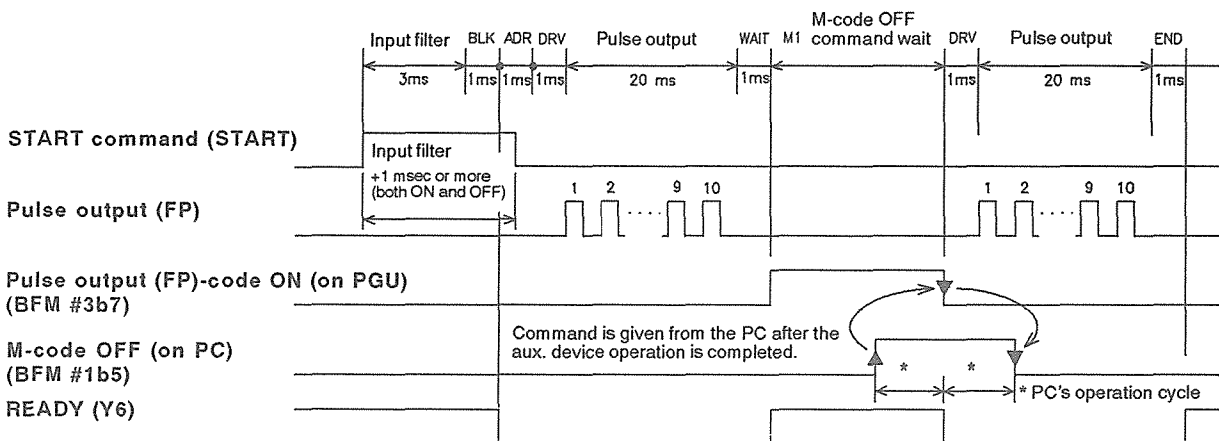 Input filter BLK ADR DRV Pulse output WAIT M1 M-code OFF command wait DRV Pulse output END
3ms 1ms 1ms 1ms 20 ms 1ms 1ms 20 ms 1ms
START command (START)
Input filter
+1 msec or more
(both ON and OFF)
1 2 9 10 1 2 9 10
Pulse output (FP)
Pulse output (FP)-code ON (on PGU)
(BFM #3b7)
Command is given from the PC after the
aux. device operation is completed.
M-code OFF (on PC)
(BFM #1b5)
* *
* PC's operation cycle
READY (Y6)